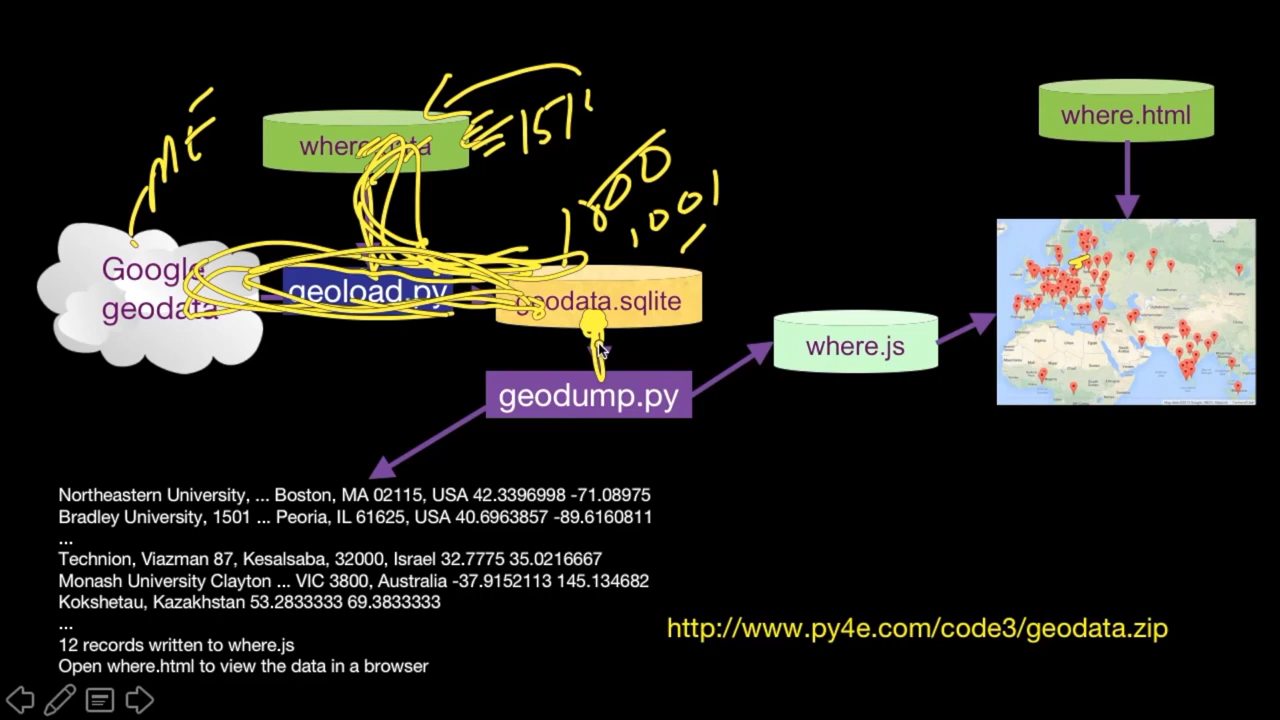 where.html
where.data
Google
geodata
geoload.py
geodata.sqlite
where.js
geodump.py
Northeastern University, ... Boston, MA 02115, USA 42.3396998 -71.08975
Bradley University, 1501 ... Peoria, IL 61625, USA 40.6963857 -89.6160811
...
Technion, Viazman 87, Kesalsaba, 32000, Israel 32.7775 35.0216667
Monash University Clayton ... VIC 3800, Australia -37.9152113 145.134682
Kokshetau, Kazakhstan 53.2833333 69.3833333
...
12 records written to where.js
Open where.html to view the data in a browser
http://www.py4e.com/code3/geodata.zip